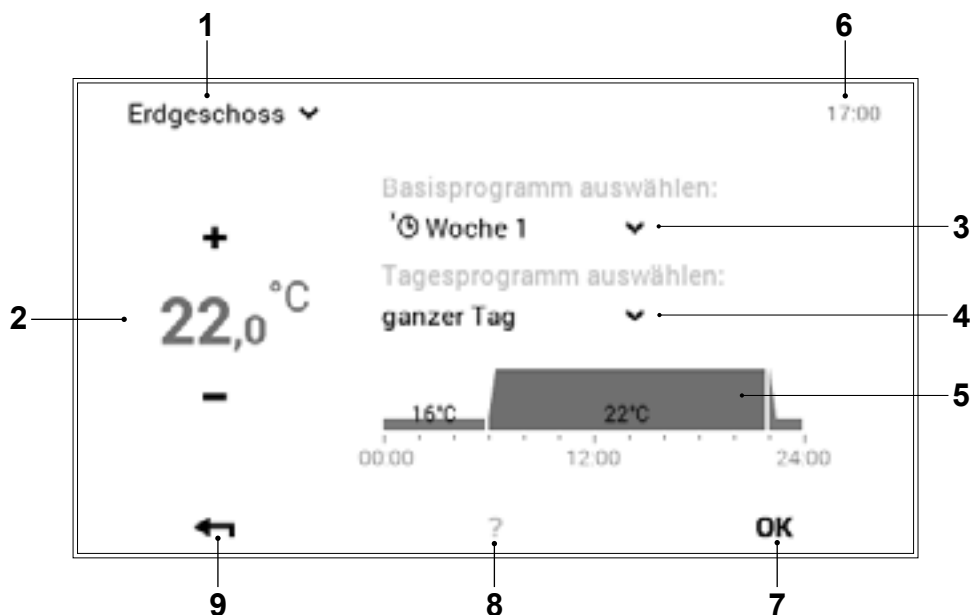 1 6
Erdgeschoss 17:00
Basisprogramm auswählen:
Woche 1 3
+
Tagesprogramm auswählen:
22,0 °C
2 ganzer Tag 4
16°C 22°C 5
-
00:00 12:00 24:00
? OK
9 8 7